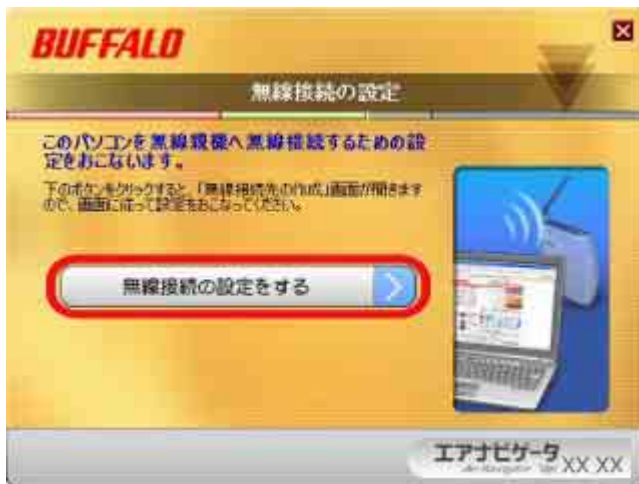 BUFFALO
無線接続の設定
このパソコンを無線親機へ無線接続するための設
定をおこないます。
下のボタンをクリックすると、「無線接続先の作成」画面が開きます
ので、画面に従って設定をおこなってください。
無線接続の設定をする
エアナビゲータ
XX XX